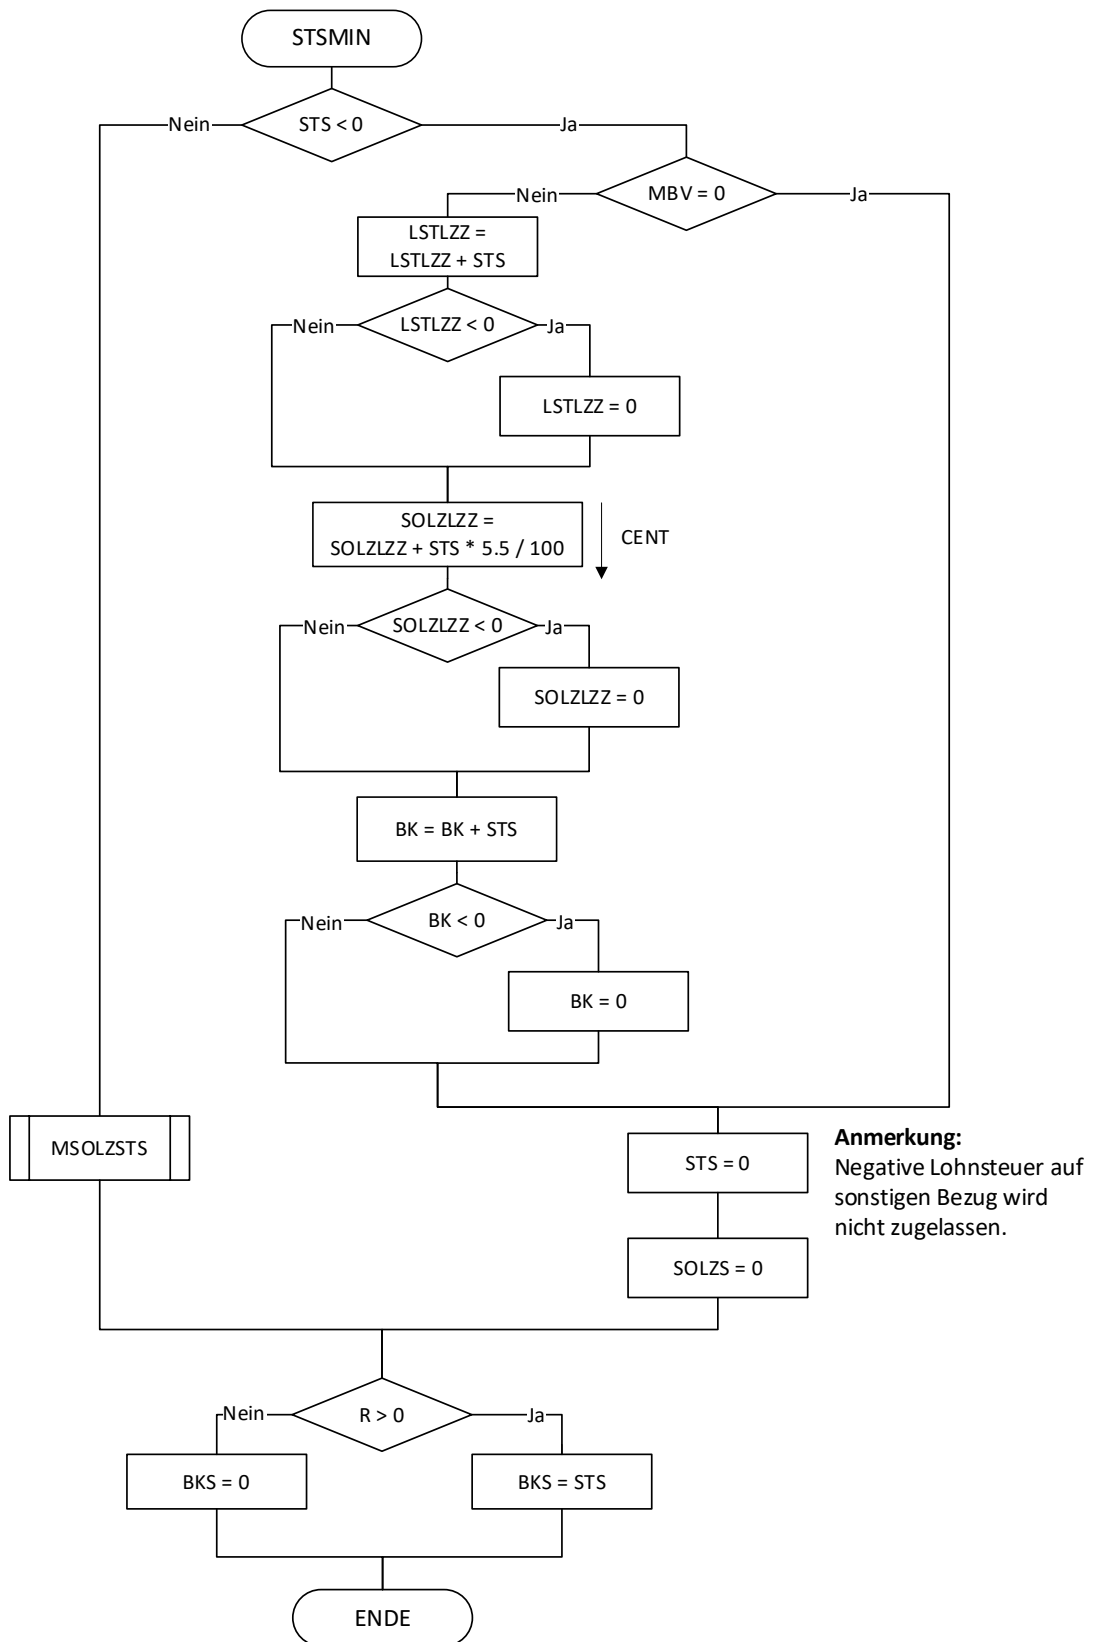 STSMIN
Nein
STS < 0
Ja
Nein
MBV = 0
Ja
LSTLZZ =
LSTLZZ + STS
Nein
LSTLZZ < 0
Ja
LSTLZZ = 0
SOLZLZZ =
SOLZLZZ + STS * 5.5 / 100
CENT
Nein
SOLZLZZ < 0
Ja
SOLZLZZ = 0
BK = BK + STS
Nein
BK < 0
Ja
BK = 0
MSOLZSTS
STS = 0
Anmerkung:
Negative Lohnsteuer auf
sonstigen Bezug wird
nicht zugelassen.
SOLZS = 0
Nein
R > 0
Ja
BKS = 0
BKS = STS
ENDE